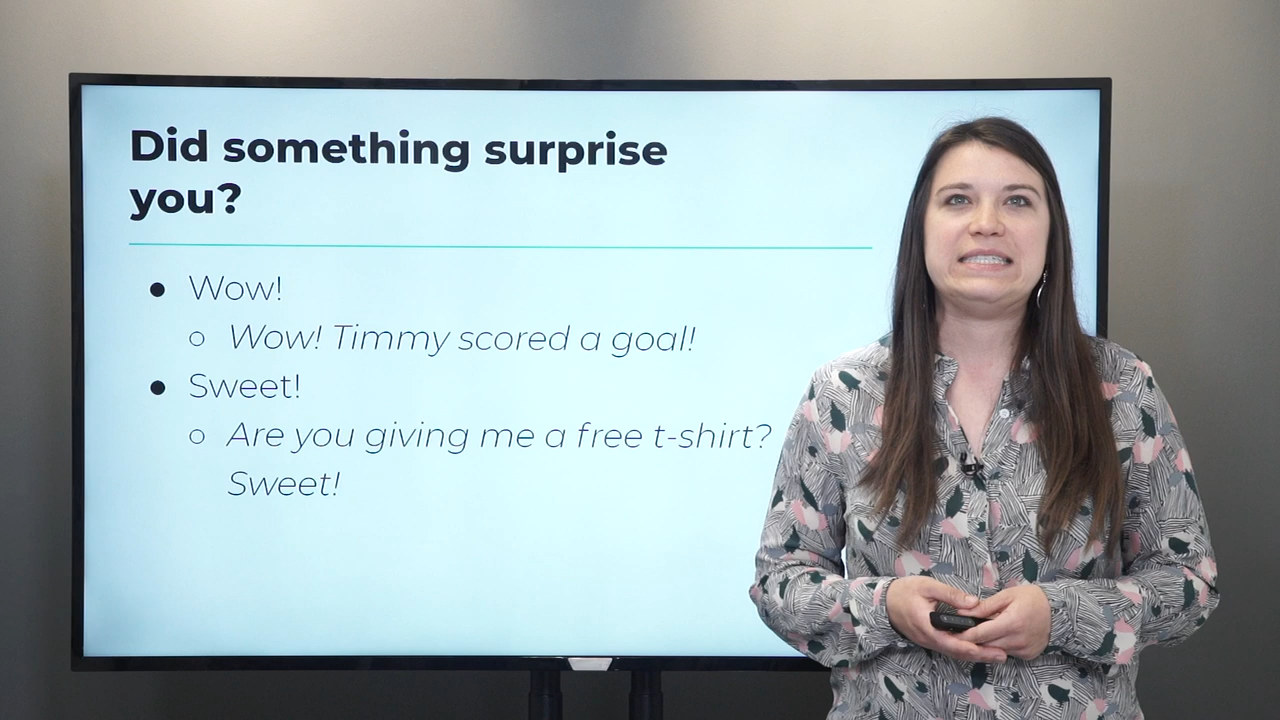 Did something surprise
you?
● Wow!
○ Wow! Timmy scored a goal!
● Sweet!
○ Are you giving me a free t-shirt?
Sweet!